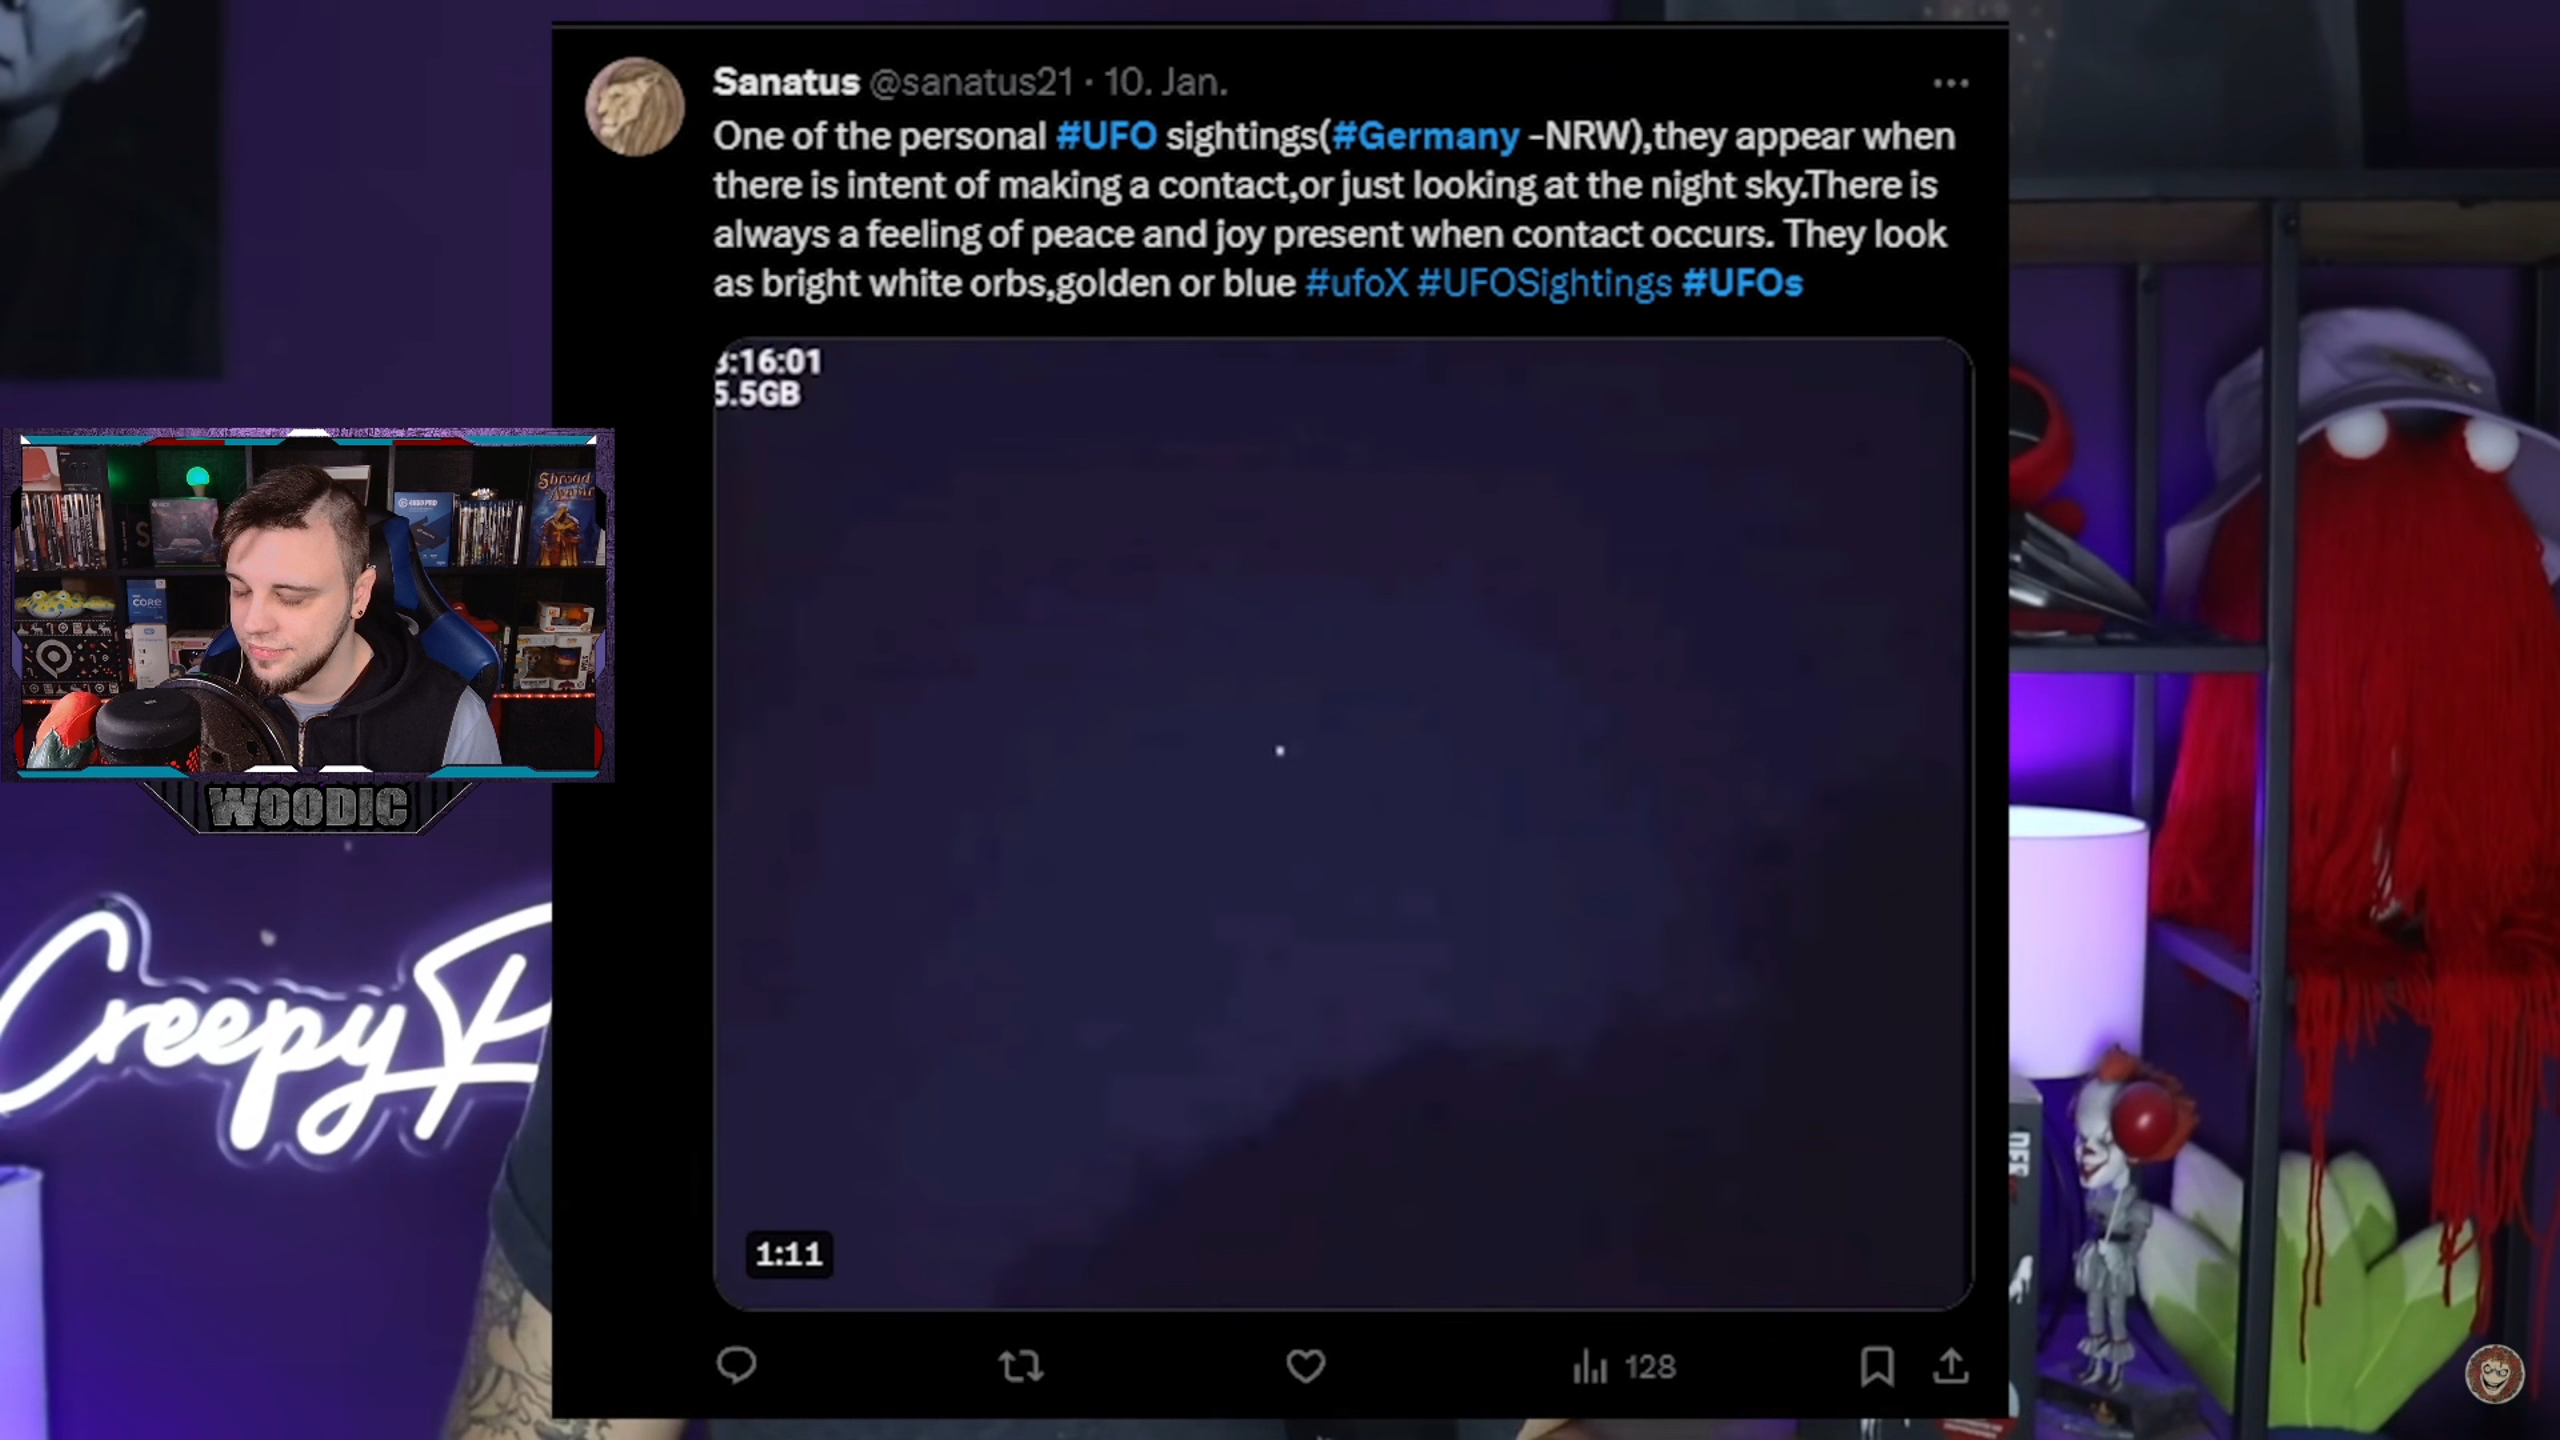 Sanatus @sanatus21 · 10. Jan.
One of the personal #UFO sightings(#Germany -NRW),they appear when
there is intent of making a contact,or just looking at the night sky.There is
always a feeling of peace and joy present when contact occurs. They look
as bright white orbs,golden or blue #ufoX #UFOSightings #UFOs
3:16:01
5.5GB
1:11
128
WOODIC
Creepy
CORE